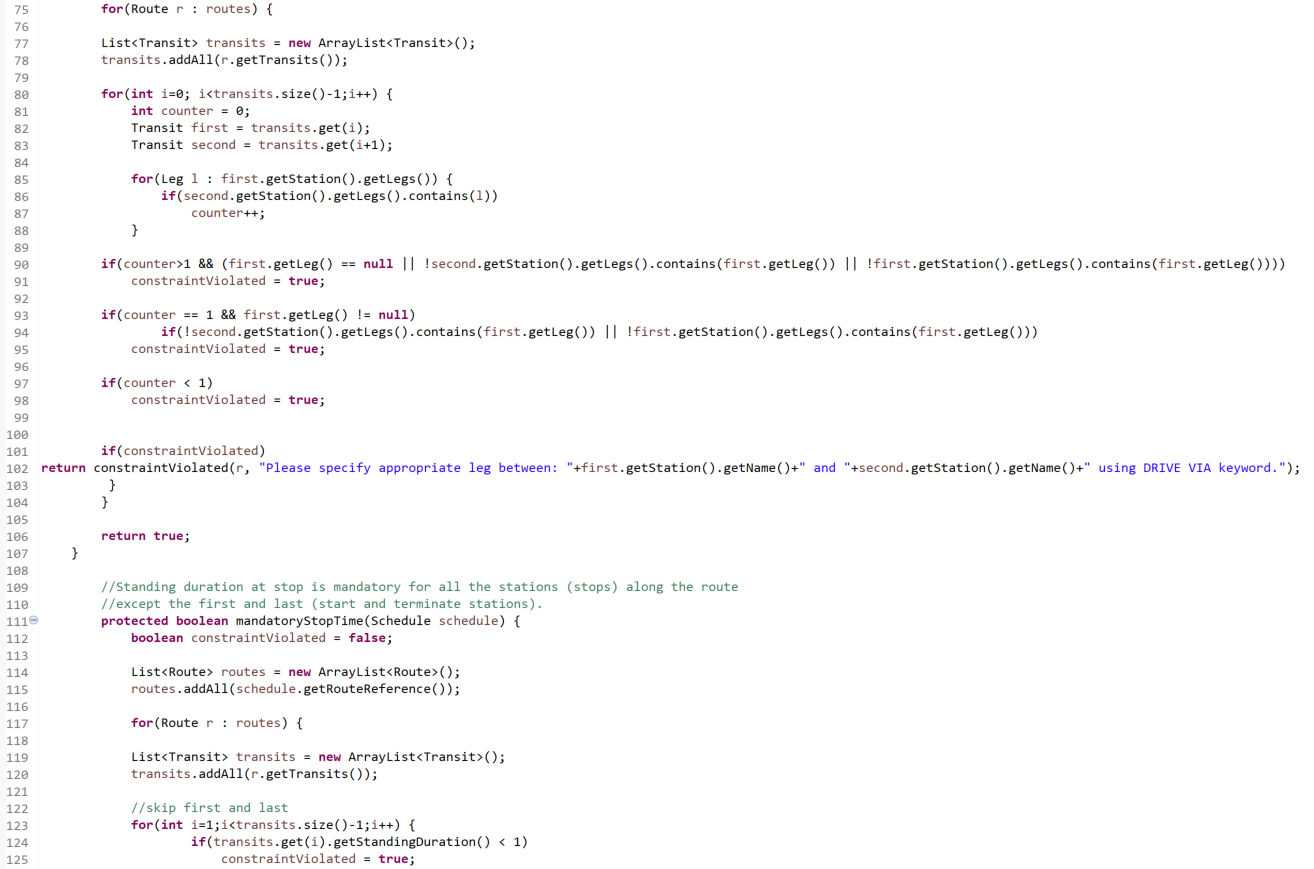 75 for(Route r : routes) {
76
77 List<Transit> transits = new ArrayList<Transit>();
78 transits.addAll(r.getTransits());
79
80 for(int i=0; i<transits.size()-1;i++) {
81 int counter = 0;
82 Transit first = transits.get(i);
83 Transit second = transits.get(i+1);
84
85 for(Leg l : first.getStation().getLegs()) {
86 if(second.getStation().getLegs().contains(l))
87 counter++;
88 }
89
90 if(counter>1 && (first.getLeg() == null || !second.getStation().getLegs().contains(first.getLeg()) || !first.getStation().getLegs().contains(first.getLeg())))
91 constraintViolated = true;
92
93 if(counter == 1 && first.getLeg() != null)
94 if(!second.getStation().getLegs().contains(first.getLeg()) || !first.getStation().getLegs().contains(first.getLeg()))
95 constraintViolated = true;
96
97 if(counter < 1)
98 constraintViolated = true;
99
100
101 if(constraintViolated)
102 return constraintViolated(r, "Please specify appropriate leg between: "+first.getStation().getName()+" and "+second.getStation().getName()+" using DRIVE VIA keyword.");
103 }
104 }
105
106 return true;
107 }
108
109 //Standing duration at stop is mandatory for all the stations (stops) along the route
110 //except the first and last (start and terminate stations).
111 protected boolean mandatoryStopTime(Schedule schedule) {
112 boolean constraintViolated = false;
113
114 List<Route> routes = new ArrayList<Route>();
115 routes.addAll(schedule.getRouteReference());
116
117 for(Route r : routes) {
118
119 List<Transit> transits = new ArrayList<Transit>();
120 transits.addAll(r.getTransits());
121
122 //skip first and last
123 for(int i=1;i<transits.size()-1;i++) {
124 if(transits.get(i).getStandingDuration() < 1)
125 constraintViolated = true;